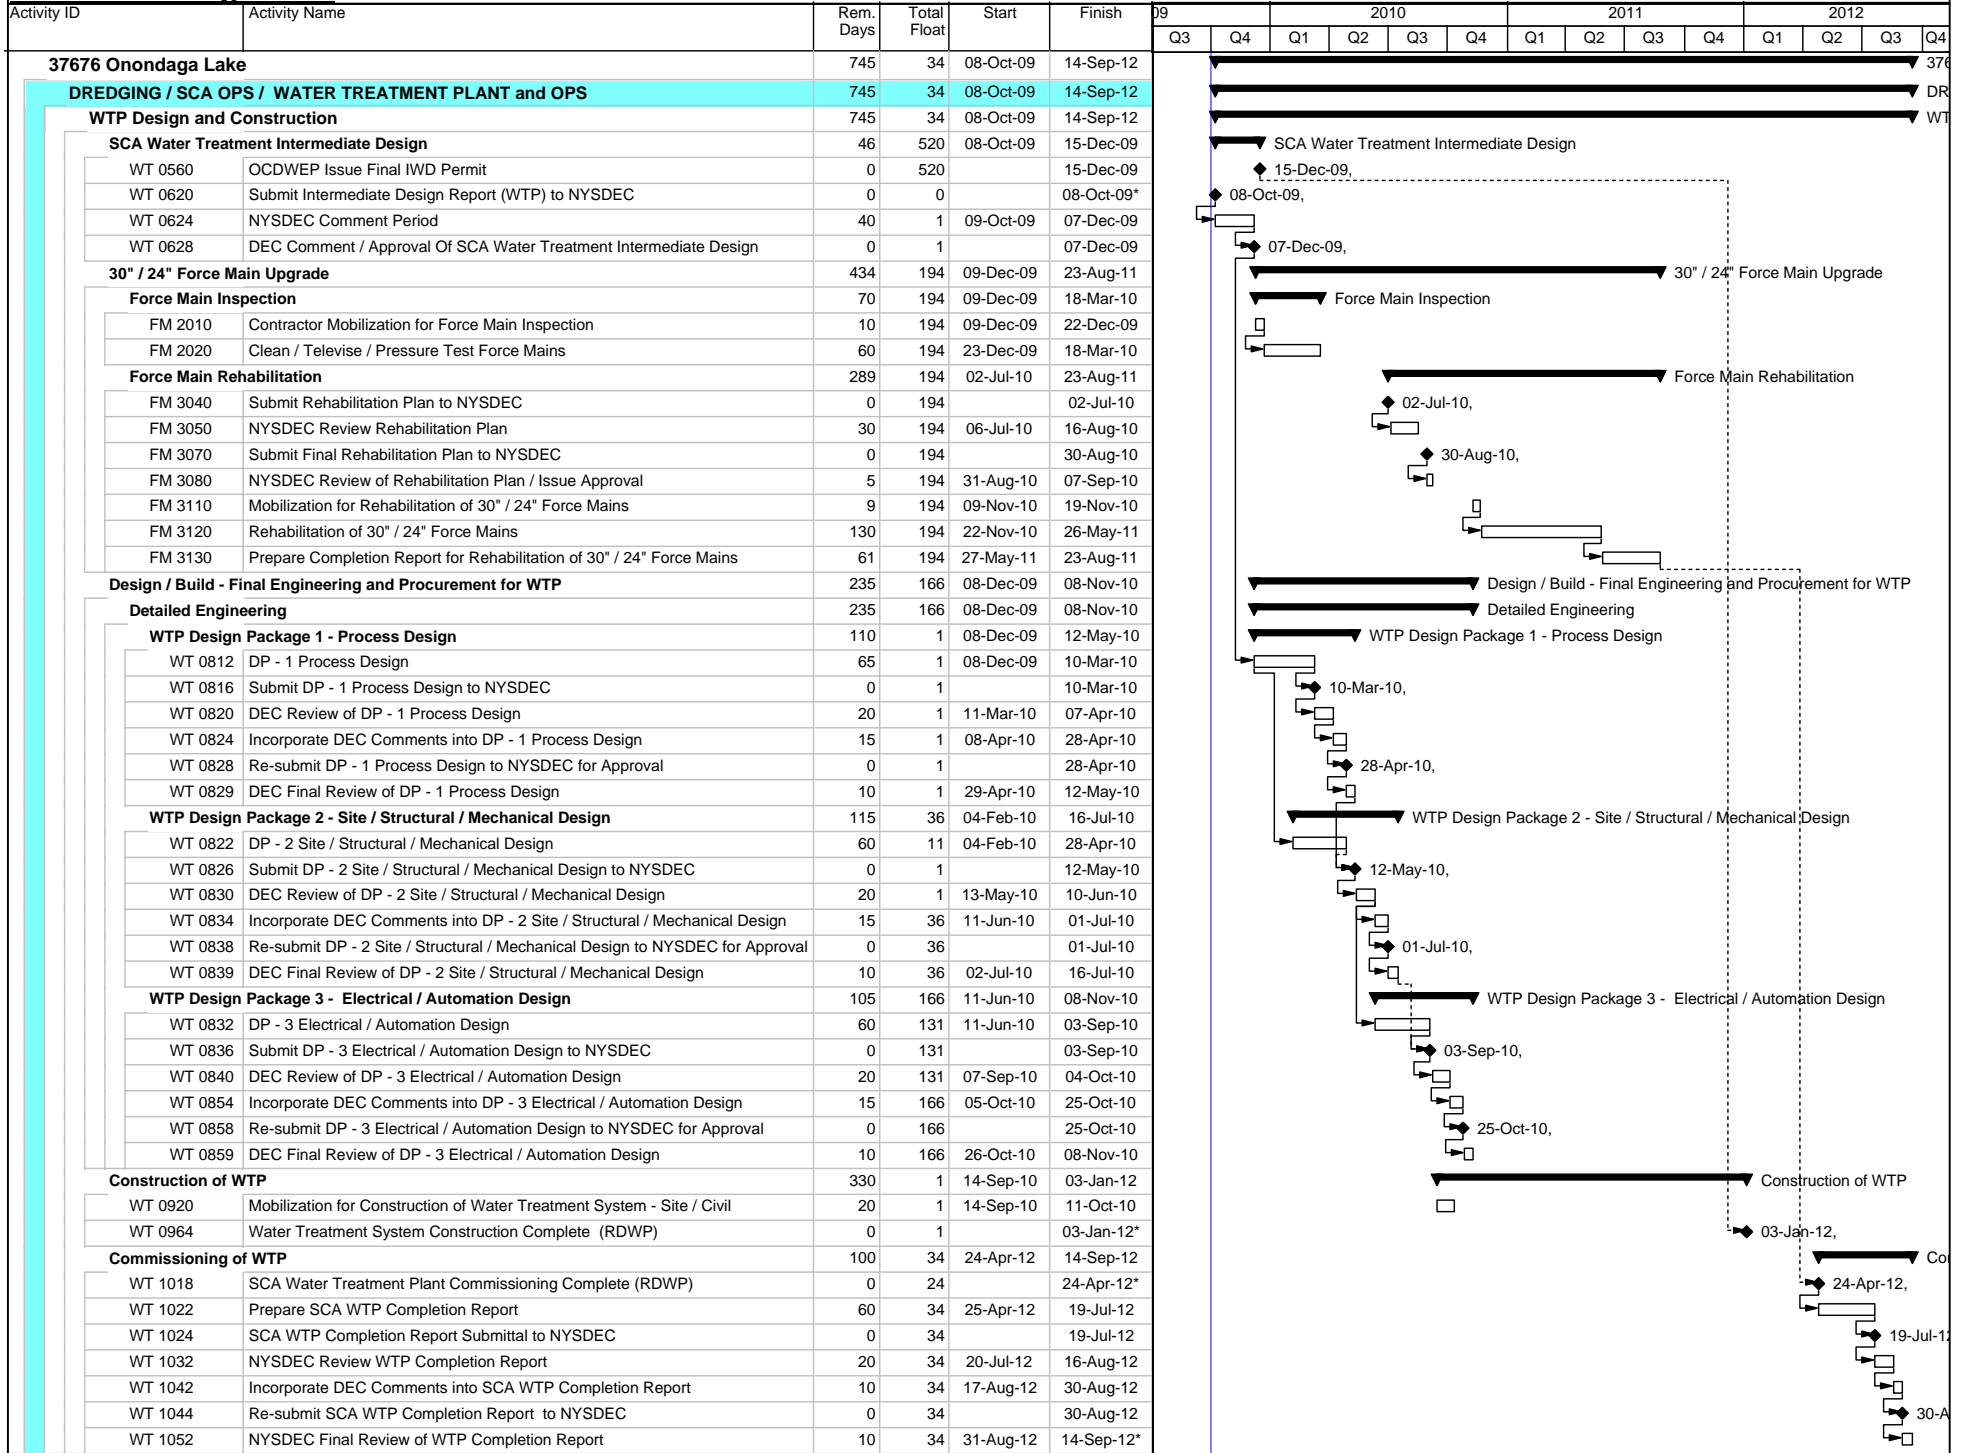 Activity ID Activity Name Rem. Days Total Float Start Finish 09 2010 2011 2012
Q3 Q4 Q1 Q2 Q3 Q4 Q1 Q2 Q3 Q4 Q1 Q2 Q3 Q4
37676 Onondaga Lake 745 34 08-Oct-09 14-Sep-12 376
DREDGING / SCA OPS / WATER TREATMENT PLANT and OPS 745 34 08-Oct-09 14-Sep-12 DR
WTP Design and Construction 745 34 08-Oct-09 14-Sep-12 WT
SCA Water Treatment Intermediate Design 46 520 08-Oct-09 15-Dec-09 SCA Water Treatment Intermediate Design
WT 0560 OCDWEP Issue Final IWD Permit 0 520 15-Dec-09 15-Dec-09,
WT 0620 Submit Intermediate Design Report (WTP) to NYSDEC 0 0 08-Oct-09* 08-Oct-09,
WT 0624 NYSDEC Comment Period 40 1 09-Oct-09 07-Dec-09
WT 0628 DEC Comment / Approval Of SCA Water Treatment Intermediate Design 0 1 07-Dec-09 07-Dec-09,
30" / 24" Force Main Upgrade 434 194 09-Dec-09 23-Aug-11 30" / 24" Force Main Upgrade
Force Main Inspection 70 194 09-Dec-09 18-Mar-10 Force Main Inspection
FM 2010 Contractor Mobilization for Force Main Inspection 10 194 09-Dec-09 22-Dec-09
FM 2020 Clean / Televise / Pressure Test Force Mains 60 194 23-Dec-09 18-Mar-10
Force Main Rehabilitation 289 194 02-Jul-10 23-Aug-11 Force Main Rehabilitation
FM 3040 Submit Rehabilitation Plan to NYSDEC 0 194 02-Jul-10 02-Jul-10,
FM 3050 NYSDEC Review Rehabilitation Plan 30 194 06-Jul-10 16-Aug-10
FM 3070 Submit Final Rehabilitation Plan to NYSDEC 0 194 30-Aug-10 30-Aug-10,
FM 3080 NYSDEC Review of Rehabilitation Plan / Issue Approval 5 194 31-Aug-10 07-Sep-10
FM 3110 Mobilization for Rehabilitation of 30" / 24" Force Mains 9 194 09-Nov-10 19-Nov-10
FM 3120 Rehabilitation of 30" / 24" Force Mains 130 194 22-Nov-10 26-May-11
FM 3130 Prepare Completion Report for Rehabilitation of 30" / 24" Force Mains 61 194 27-May-11 23-Aug-11
Design / Build - Final Engineering and Procurement for WTP 235 166 08-Dec-09 08-Nov-10 Design / Build - Final Engineering and Procurement for WTP
Detailed Engineering 235 166 08-Dec-09 08-Nov-10 Detailed Engineering
WTP Design Package 1 - Process Design 110 1 08-Dec-09 12-May-10 WTP Design Package 1 - Process Design
WT 0812 DP - 1 Process Design 65 1 08-Dec-09 10-Mar-10
WT 0816 Submit DP - 1 Process Design to NYSDEC 0 1 10-Mar-10 10-Mar-10,
WT 0820 DEC Review of DP - 1 Process Design 20 1 11-Mar-10 07-Apr-10
WT 0824 Incorporate DEC Comments into DP - 1 Process Design 15 1 08-Apr-10 28-Apr-10
WT 0828 Re-submit DP - 1 Process Design to NYSDEC for Approval 0 1 28-Apr-10 28-Apr-10,
WT 0829 DEC Final Review of DP - 1 Process Design 10 1 29-Apr-10 12-May-10
WTP Design Package 2 - Site / Structural / Mechanical Design 115 36 04-Feb-10 16-Jul-10 WTP Design Package 2 - Site / Structural / Mechanical Design
WT 0822 DP - 2 Site / Structural / Mechanical Design 60 11 04-Feb-10 28-Apr-10
WT 0826 Submit DP - 2 Site / Structural / Mechanical Design to NYSDEC 0 1 12-May-10 12-May-10,
WT 0830 DEC Review of DP - 2 Site / Structural / Mechanical Design 20 1 13-May-10 10-Jun-10
WT 0834 Incorporate DEC Comments into DP - 2 Site / Structural / Mechanical Design 15 36 11-Jun-10 01-Jul-10
WT 0838 Re-submit DP - 2 Site / Structural / Mechanical Design to NYSDEC for Approval 0 36 01-Jul-10 01-Jul-10,
WT 0839 DEC Final Review of DP - 2 Site / Structural / Mechanical Design 10 36 02-Jul-10 16-Jul-10
WTP Design Package 3 - Electrical / Automation Design 105 166 11-Jun-10 08-Nov-10 WTP Design Package 3 - Electrical / Automation Design
WT 0832 DP - 3 Electrical / Automation Design 60 131 11-Jun-10 03-Sep-10
WT 0836 Submit DP - 3 Electrical / Automation Design to NYSDEC 0 131 03-Sep-10 03-Sep-10,
WT 0840 DEC Review of DP - 3 Electrical / Automation Design 20 131 07-Sep-10 04-Oct-10
WT 0854 Incorporate DEC Comments into DP - 3 Electrical / Automation Design 15 166 05-Oct-10 25-Oct-10
WT 0858 Re-submit DP - 3 Electrical / Automation Design to NYSDEC for Approval 0 166 25-Oct-10 25-Oct-10,
WT 0859 DEC Final Review of DP - 3 Electrical / Automation Design 10 166 26-Oct-10 08-Nov-10
Construction of WTP 330 1 14-Sep-10 03-Jan-12 Construction of WTP
WT 0920 Mobilization for Construction of Water Treatment System - Site / Civil 20 1 14-Sep-10 11-Oct-10
WT 0964 Water Treatment System Construction Complete (RDWP) 0 1 03-Jan-12* 03-Jan-12,
Commissioning of WTP 100 34 24-Apr-12 14-Sep-12 Co
WT 1018 SCA Water Treatment Plant Commissioning Complete (RDWP) 0 24 24-Apr-12* 24-Apr-12,
WT 1022 Prepare SCA WTP Completion Report 60 34 25-Apr-12 19-Jul-12
WT 1024 SCA WTP Completion Report Submittal to NYSDEC 0 34 19-Jul-12 19-Jul-12
WT 1032 NYSDEC Review WTP Completion Report 20 34 20-Jul-12 16-Aug-12
WT 1042 Incorporate DEC Comments into SCA WTP Completion Report 10 34 17-Aug-12 30-Aug-12
WT 1044 Re-submit SCA WTP Completion Report to NYSDEC 0 34 30-Aug-12 30-A
WT 1052 NYSDEC Final Review of WTP Completion Report 10 34 31-Aug-12 14-Sep-12*